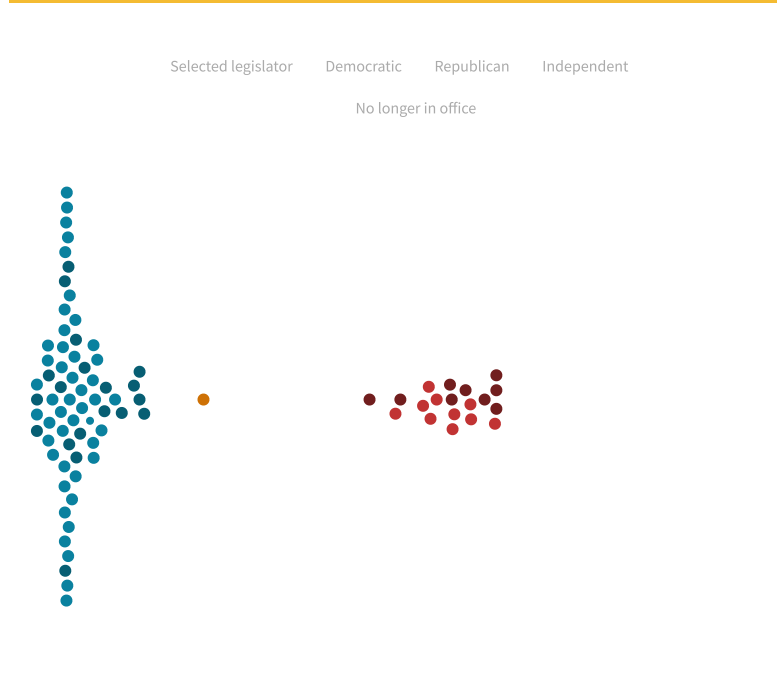 Selected legislator Democratic Republican Independent
No longer in office